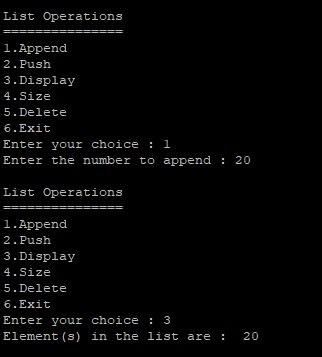 List Operations
===============
1.Append
2.Push
3.Display
4.Size
5.Delete
6.Exit
Enter your choice : 1
Enter the number to append : 20
List Operations
===============
1.Append
2.Push
3.Display
4.Size
5.Delete
6.Exit
Enter your choice : 3
Element(s) in the list are :  20